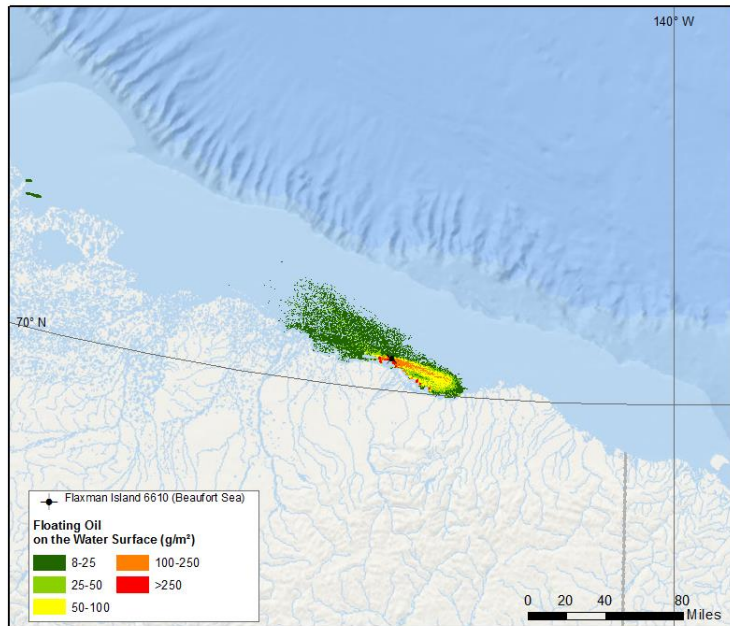 140° W
70° N
Flaxman Island 6610 (Beaufort Sea)
Floating Oil
on the Water Surface (g/m²)
8-25
100-250
25-50
>250
50-100
0 20 40 80
Miles